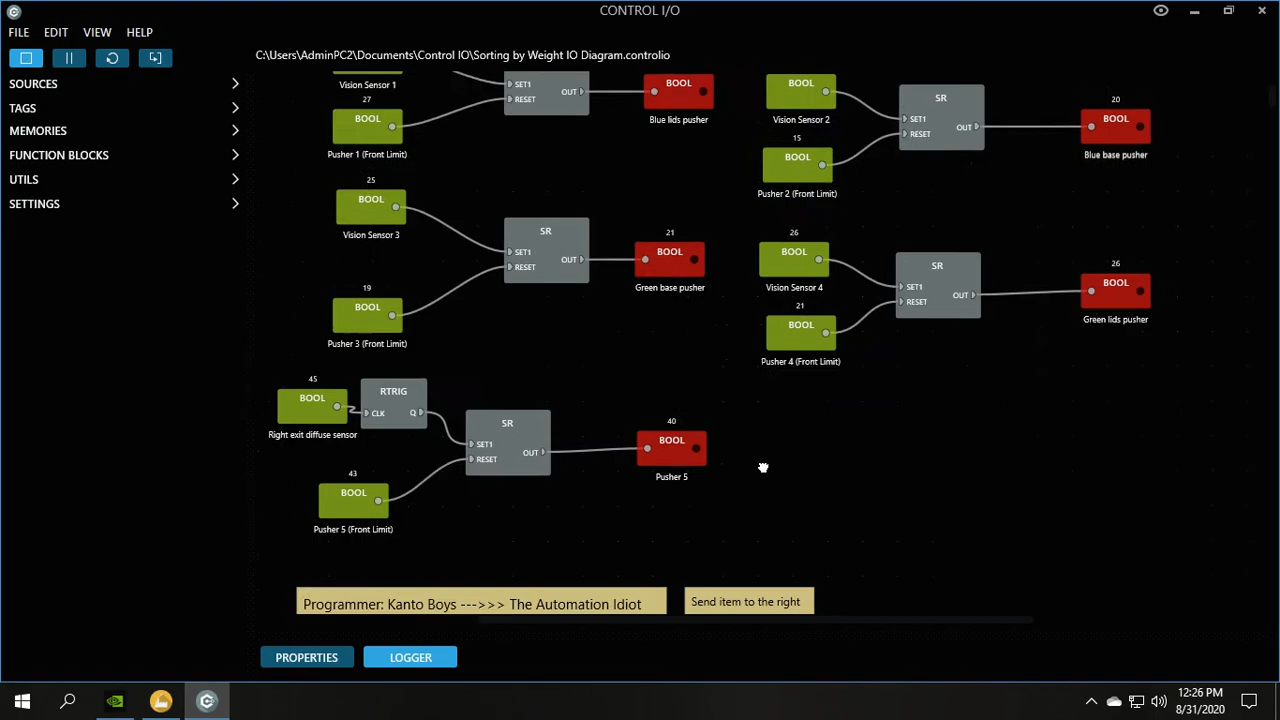 CONTROL I/O
FILE EDIT VIEW HELP
C:\Users\AdminPC2\Documents\Control IO\Sorting by Weight IO Diagram.controlio
SOURCES
TAGS
MEMORIES
FUNCTION BLOCKS
UTILS
SETTINGS
Vision Sensor 1
SET1
RESET
OUT
BOOL
Blue lids pusher
27
BOOL
Pusher 1 (Front Limit)
BOOL
Vision Sensor 2
SR
SET1
RESET
OUT
20
BOOL
Blue base pusher
15
BOOL
Pusher 2 (Front Limit)
25
BOOL
Vision Sensor 3
SR
SET1
RESET
OUT
21
BOOL
Green base pusher
19
BOOL
Pusher 3 (Front Limit)
26
BOOL
Vision Sensor 4
SR
SET1
RESET
OUT
26
BOOL
Green lids pusher
21
BOOL
Pusher 4 (Front Limit)
45
BOOL
Right exit diffuse sensor
RTRIG
CLK Q
SR
SET1
RESET
OUT
40
BOOL
Pusher 5
43
BOOL
Pusher 5 (Front Limit)
Programmer: Kanto Boys --->>> The Automation Idiot
Send item to the right
PROPERTIES LOGGER
12:26 PM
8/31/2020